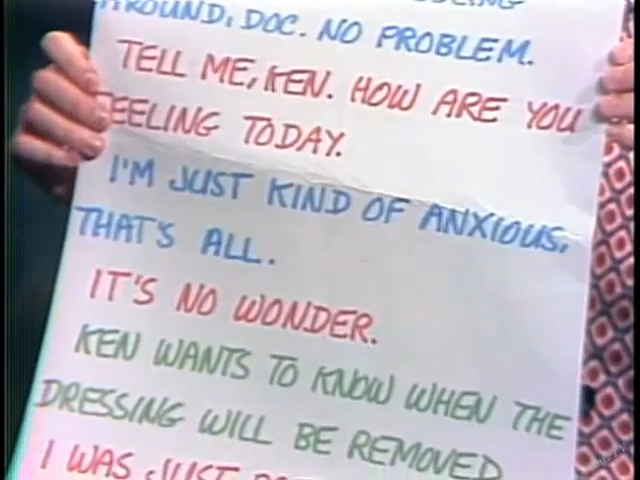 AROUND, DOC. NO PROBLEM.
TELL ME, KEN. HOW ARE YOU
FEELING TODAY.
I'M JUST KIND OF ANXIOUS,
THAT'S ALL.
IT'S NO WONDER.
KEN WANTS TO KNOW WHEN THE
DRESSING WILL BE REMOVED
I WAS JUST